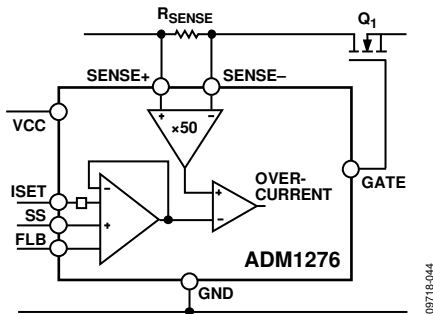 RSENSE
Q1
SENSE+
SENSE–
+
–
×50
VCC
ISET
SS
FLB
–
+
+
–
OVER-
CURRENT
GATE
ADM1276
GND
09718-044